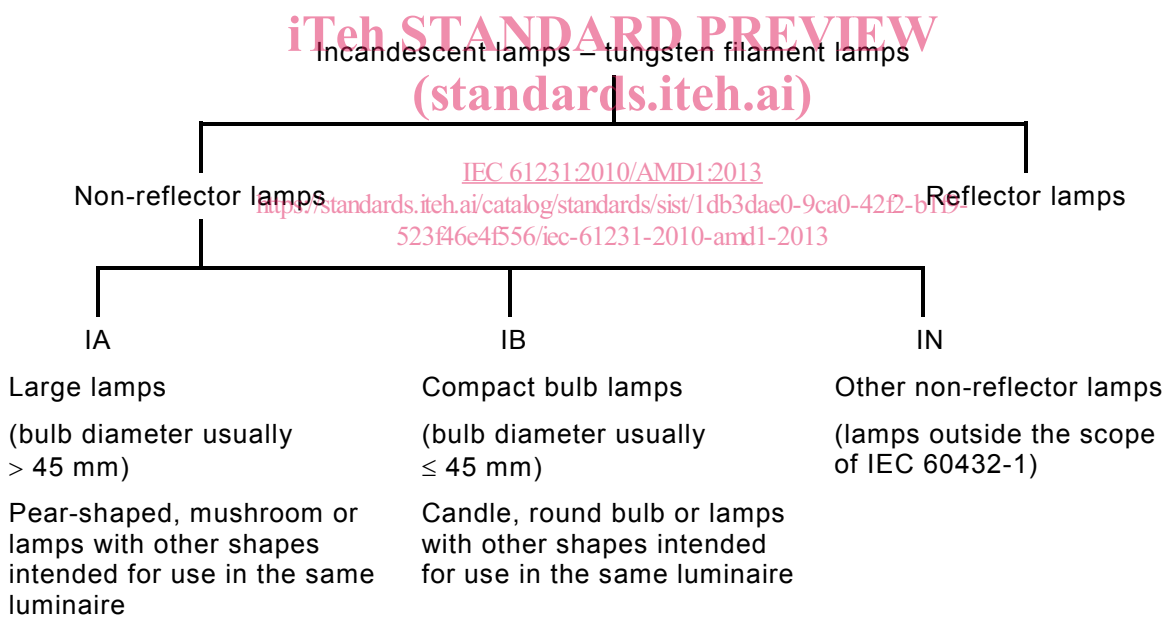 iTeh STANDARD PREVIEW
Incandescent lamps – tungsten filament lamps
(standards.iteh.ai)
IEC 61231:2010/AMD1:2013
Non-reflector lamps
Reflector lamps
https://standards.iteh.ai/catalog/standards/sist/1db3dae0-9ca0-42f2-b1f9-
523f46e4f556/iec-61231-2010-amd1-2013
IA
Large lamps
(bulb diameter usually
> 45 mm)
Pear-shaped, mushroom or
lamps with other shapes
intended for use in the same
luminaire
IB
Compact bulb lamps
(bulb diameter usually
≤ 45 mm)
Candle, round bulb or lamps
with other shapes intended
for use in the same luminaire
IN
Other non-reflector lamps
(lamps outside the scope
of IEC 60432-1)